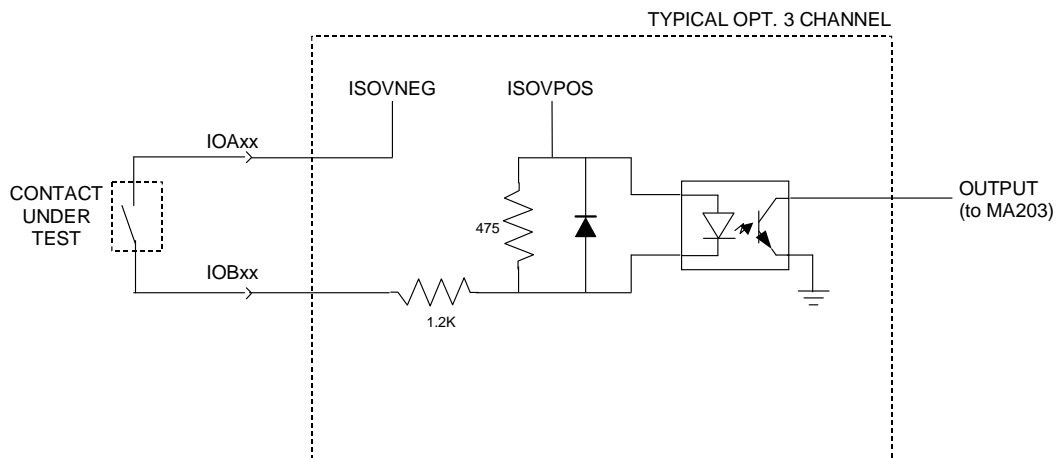 TYPICAL OPT. 3 CHANNEL
ISOVNEG
ISOVPOS
IOAxx
CONTACT
UNDER
TEST
475
OUTPUT
(to MA203)
IOBxx
1.2K